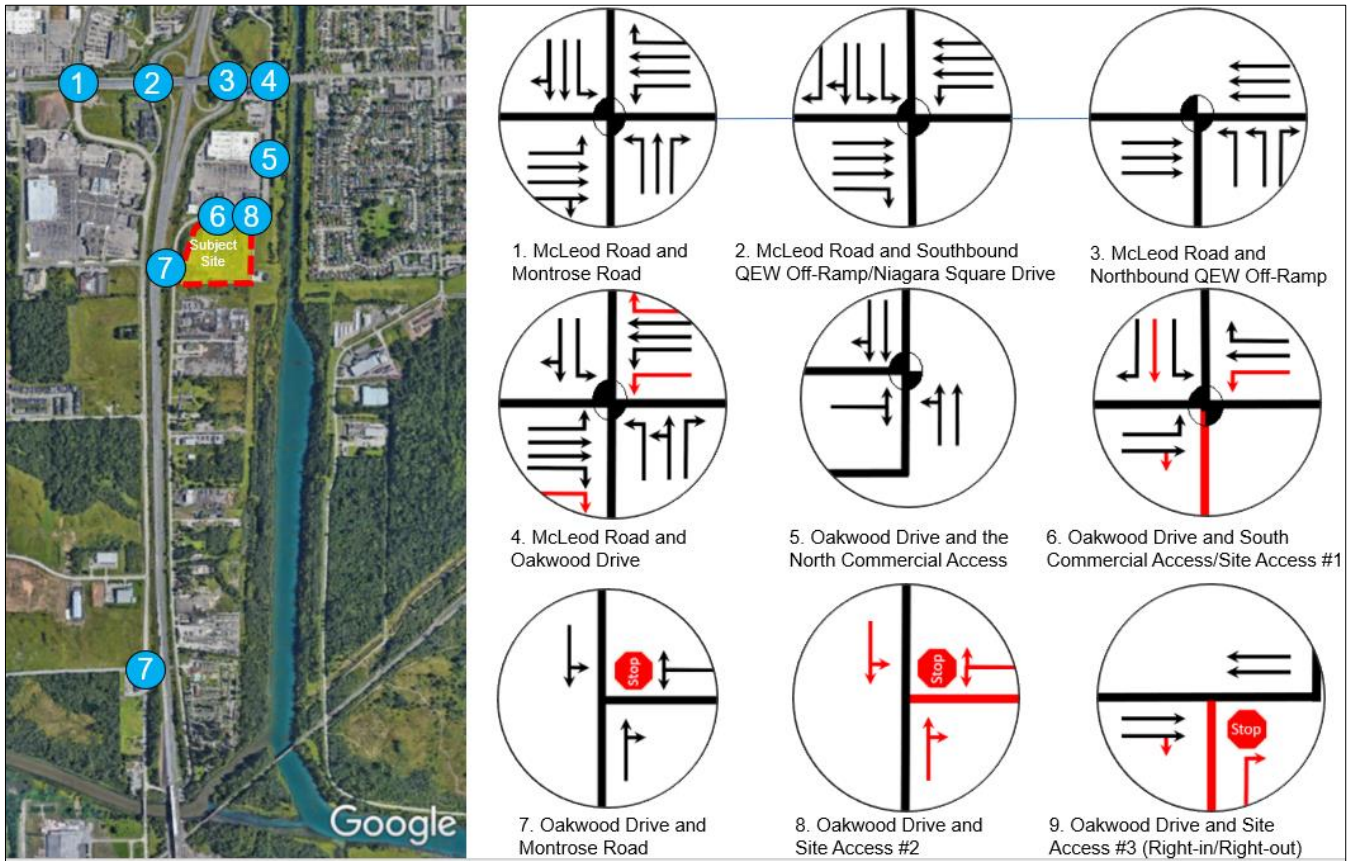 1
2
3
4
5
6
8
Subject
Site
7
7
Google
1. McLeod Road and
Montrose Road
2. McLeod Road and Southbound
QEW Off-Ramp/Niagara Square Drive
3. McLeod Road and
Northbound QEW Off-Ramp
4. McLeod Road and
Oakwood Drive
5. Oakwood Drive and the
North Commercial Access
6. Oakwood Drive and South
Commercial Access/Site Access #1
Stop
7. Oakwood Drive and
Montrose Road
Stop
8. Oakwood Drive and
Site Access #2
Stop
9. Oakwood Drive and Site
Access #3 (Right-in/Right-out)